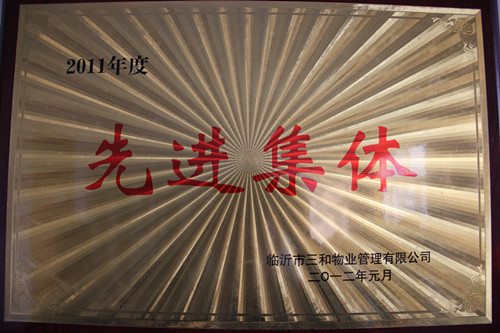 2011年度
先进集体
临沂市三和物业管理有限公司
二〇一二年元月